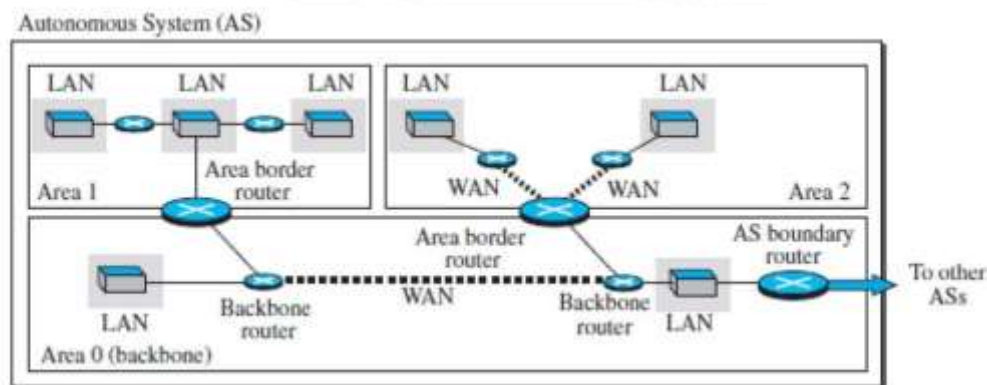 Autonomous System (AS)
LAN
LAN
LAN
Area border
router
Area 1
LAN
LAN
WAN
WAN
Area 2
Area border
router
AS boundary
router
To other
ASs
LAN
Backbone
router
WAN
Backbone
router
LAN
Area 0 (backbone)